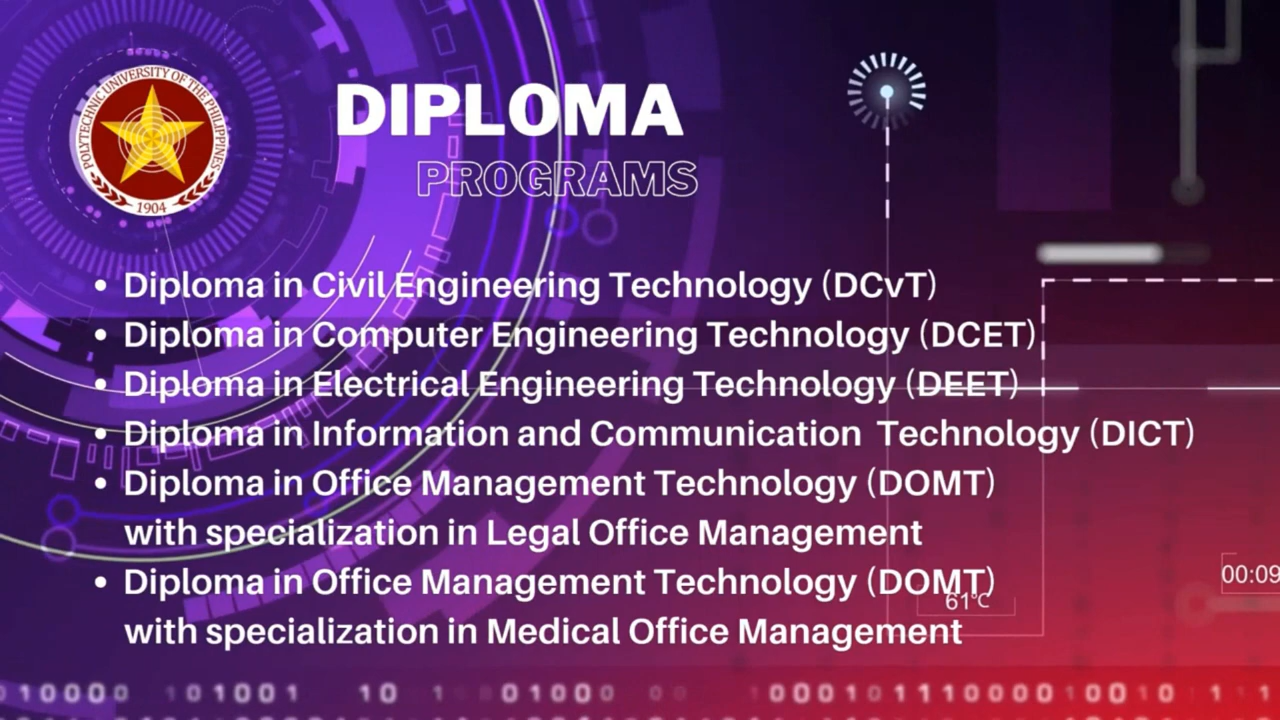 POLYTECHNIC UNIVERSITY OF THE PHILIPPINES
1904
DIPLOMA
PROGRAMS
• Diploma in Civil Engineering Technology (DCvT)
• Diploma in Computer Engineering Technology (DCET)
• Diploma in Electrical Engineering Technology (DEET)
• Diploma in Information and Communication  Technology (DICT)
• Diploma in Office Management Technology (DOMT)
with specialization in Legal Office Management
• Diploma in Office Management Technology (DOMT)
with specialization in Medical Office Management
00:09
61°C